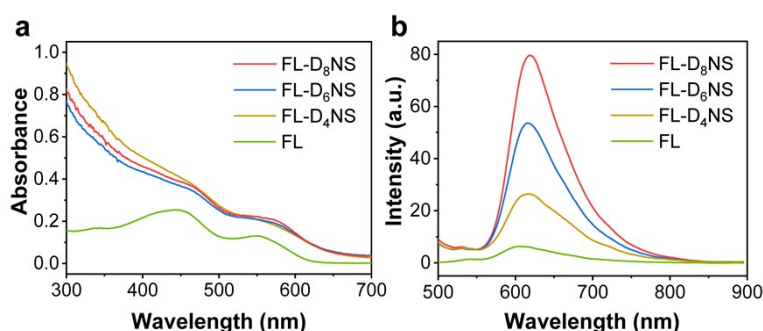 a
1.0
0.8
0.6
0.4
0.2
0.0
Absorbance
FL-D₈NS
FL-D₆NS
FL-D₄NS
FL
300 400 500 600 700
Wavelength (nm)
b
80
60
40
20
0
Intensity (a.u.)
FL-D₈NS
FL-D₆NS
FL-D₄NS
FL
500 600 700 800 900
Wavelength (nm)